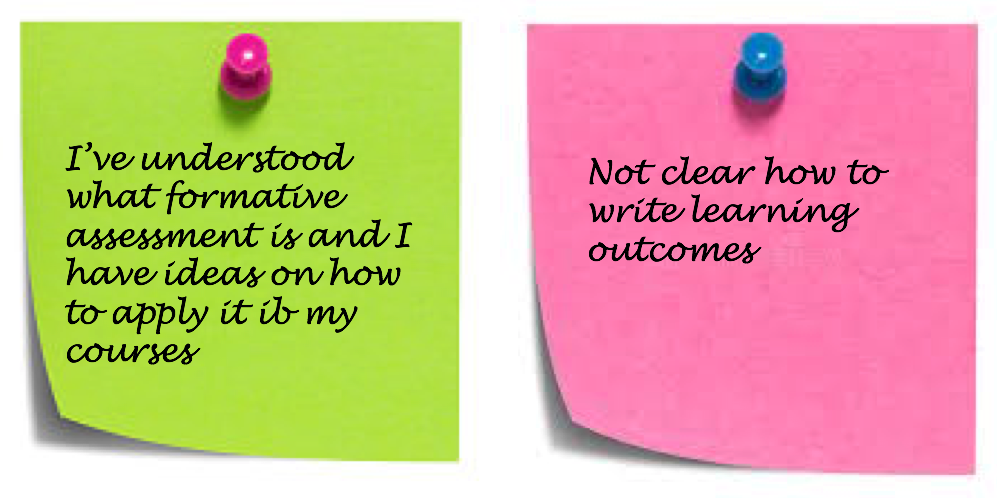 I've understood
what formative
assessment is and I
have ideas on how
to apply it ib my
courses
Not clear how to
write learning
outcomes